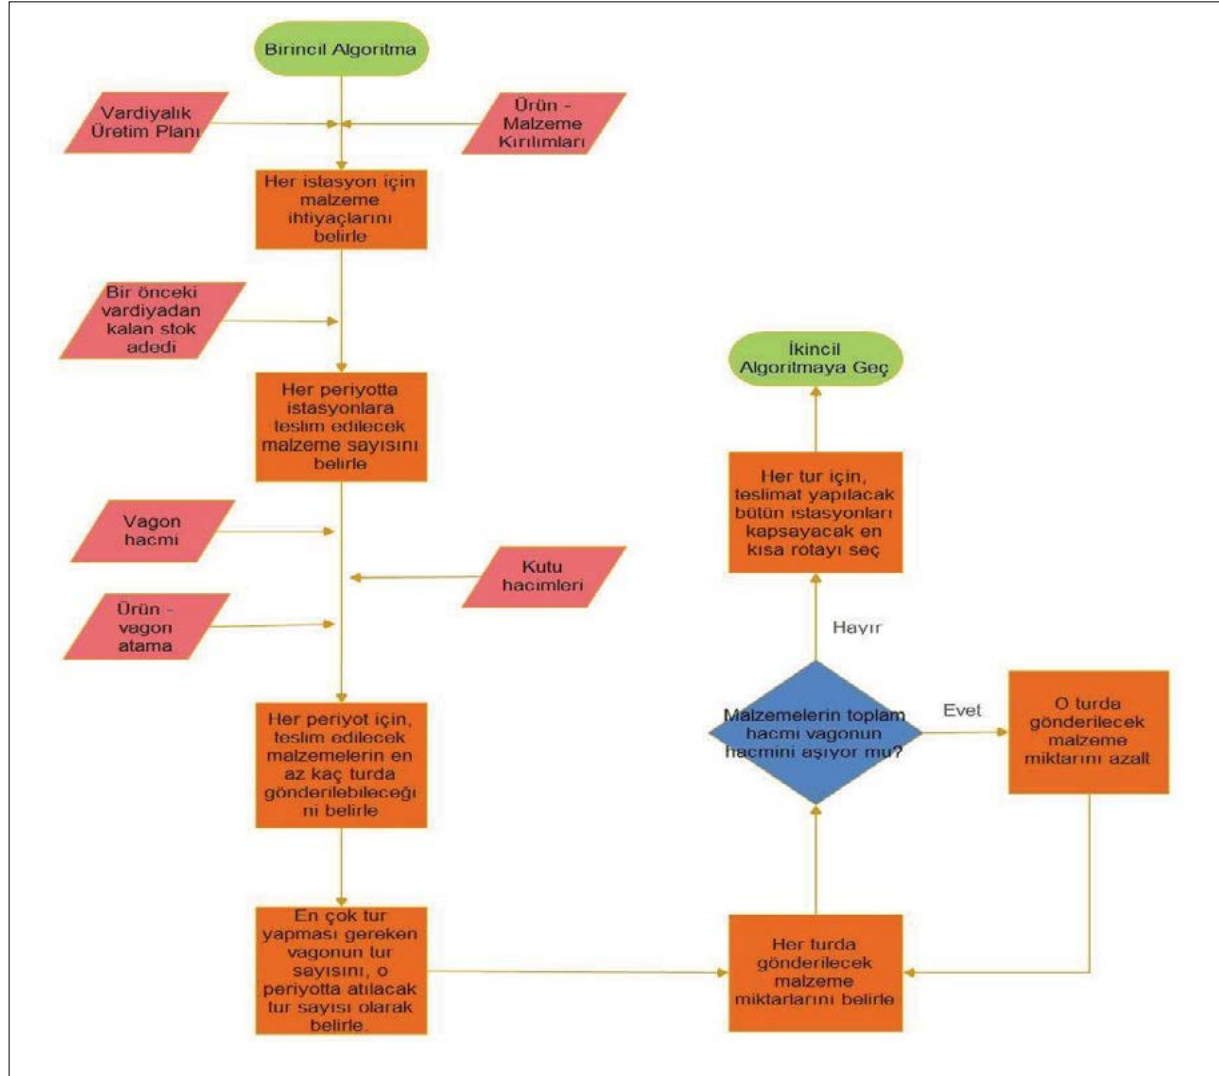 Birincil Algoritma
Vardiyalık
Üretim Planı
Ürün -
Malzeme
Kırılımları
Her istasyon için
malzeme
ihtiyaçlarını
belirle
Bir önceki
vardiyadan
kalan stok
adedi
Her periyotta
istasyonlara
teslim edilecek
malzeme sayısını
belirle
Vagon
hacmi
Kutu
hacimleri
Ürün -
vagon
atama
Her periyot için,
teslim edilecek
malzemelerin en
az kaç turda
gönderilebileceği
ni belirle
En çok tur
yapması gereken
vagonun tur
sayısını, o
periyotta atılacak
tur sayısı olarak
belirle.
Her turda
gönderilecek
malzeme
miktarlarını belirle
Malzemelerin toplam
hacmi vagonun
hacmini aşıyor mu?
Evet
O turda
gönderilecek
malzeme
miktarını azalt
Hayır
Her tur için,
teslimat yapılacak
bütün istasyonları
kapsayacak en
kısa rotayı seç
İkincil
Algoritmaya Geç